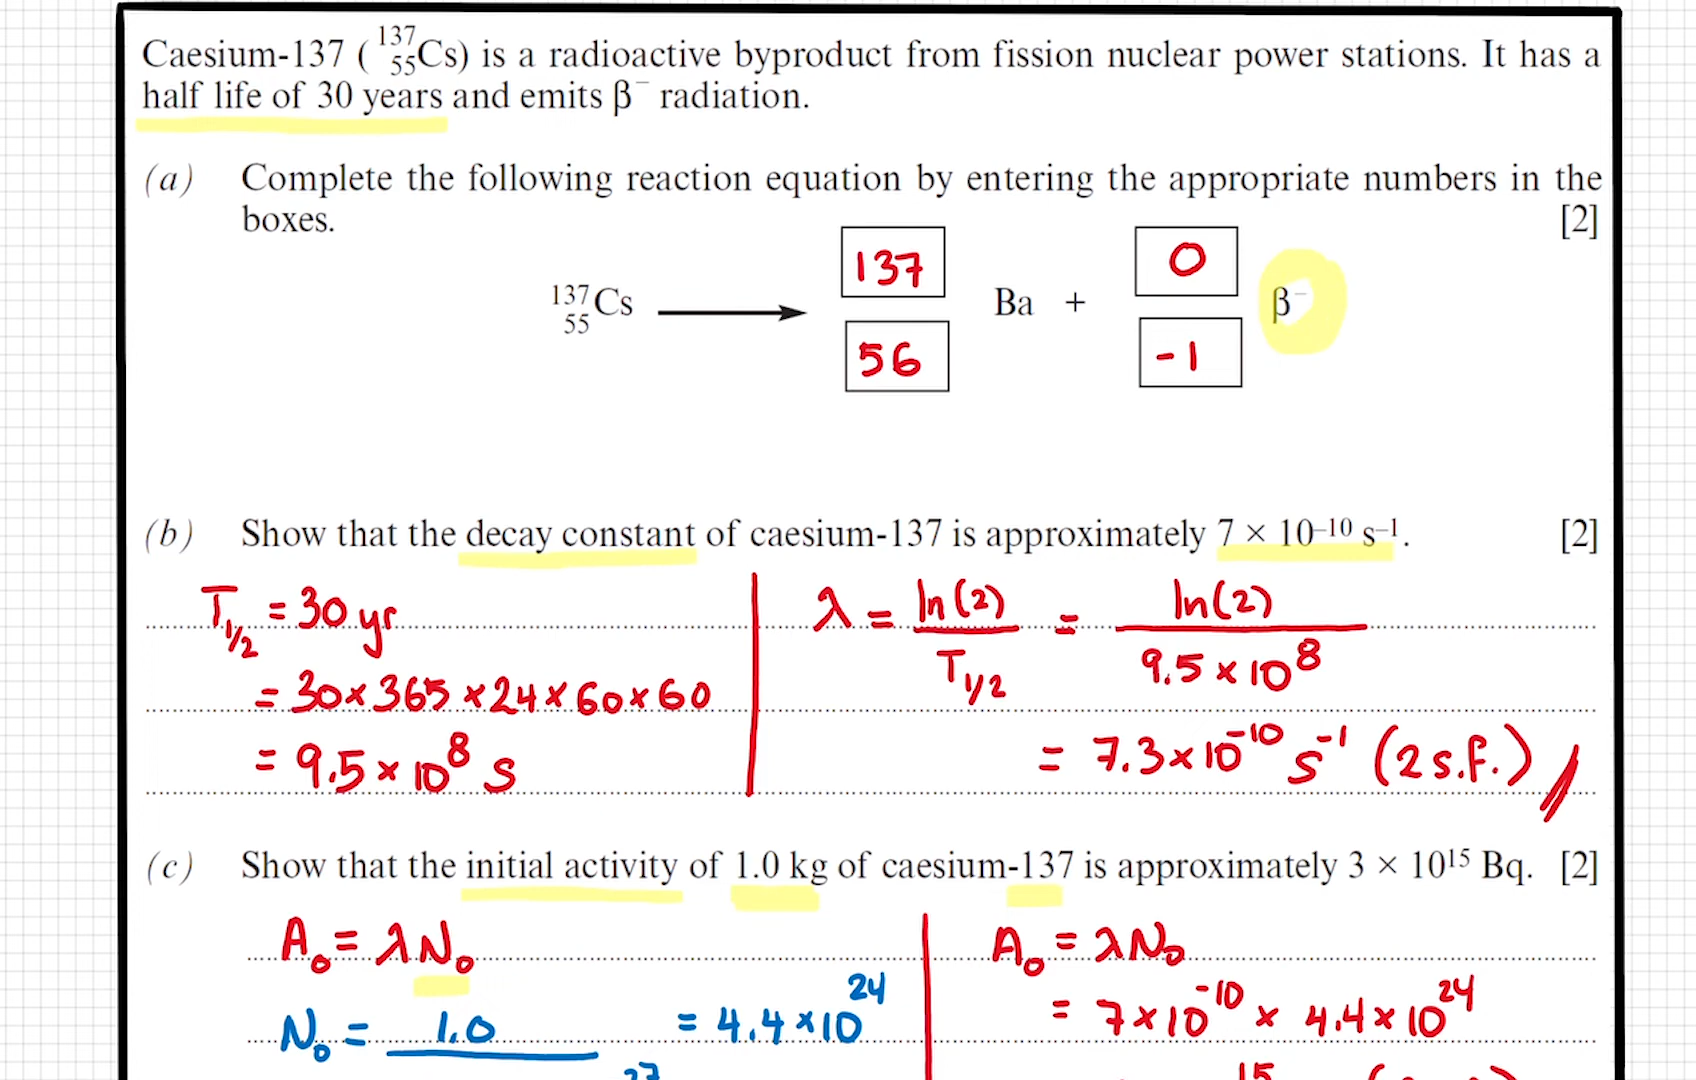 Caesium-137 ( ¹³⁷₅₅Cs) is a radioactive byproduct from fission nuclear power stations. It has a
half life of 30 years and emits β⁻ radiation.
(a) Complete the following reaction equation by entering the appropriate numbers in the
boxes. [2]
137 0
¹³⁷₅₅Cs Ba + β⁻
56 -1
(b) Show that the decay constant of caesium-137 is approximately 7 × 10⁻¹⁰ s⁻¹. [2]
T₁/₂ = 30 yr
= 30×365×24×60×60
= 9.5×10⁸ s
λ = ln(2)/T₁/₂ = ln(2)/9.5×10⁸
= 7.3×10⁻¹⁰ s⁻¹ (2 s.f.)
(c) Show that the initial activity of 1.0 kg of caesium-137 is approximately 3 × 10¹⁵ Bq. [2]
A₀ = λN₀
N₀ = 1.0 = 4.4×10²⁴
27
A₀ = λN₀
= 7×10⁻¹⁰ × 4.4×10²⁴
15